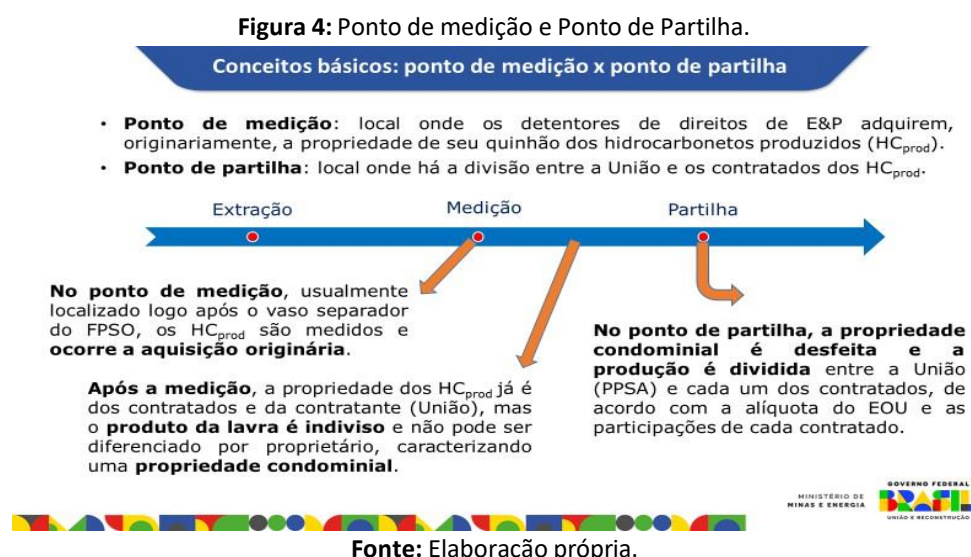 Figura 4: Ponto de medição e Ponto de Partilha.
Conceitos básicos: ponto de medição x ponto de partilha
• Ponto de medição: local onde os detentores de direitos de E&P adquirem,
originariamente, a propriedade de seu quinhão dos hidrocarbonetos produzidos (HCprod).
• Ponto de partilha: local onde há a divisão entre a União e os contratados dos HCprod.
Extração Medição Partilha
No ponto de medição, usualmente
localizado logo após o vaso separador
do FPSO, os HCprod são medidos e
ocorre a aquisição originária.
Após a medição, a propriedade dos HCprod já é
dos contratados e da contratante (União), mas
o produto da lavra é indiviso e não pode ser
diferenciado por proprietário, caracterizando
uma propriedade condominial.
No ponto de partilha, a propriedade
condominial é desfeita e a
produção é dividida entre a União
(PPSA) e cada um dos contratados, de
acordo com a alíquota do EOU e as
participações de cada contratado.
MINISTÉRIO DE
MINAS E ENERGIA
GOVERNO FEDERAL
BRASIL
UNIÃO E RECONSTRUÇÃO
Fonte: Elaboração própria.